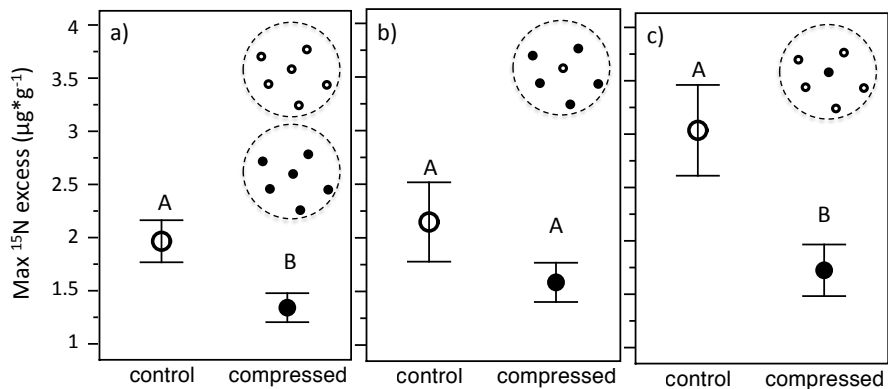 Max ¹⁵N excess (µg*g⁻¹)
4
3.5
3
2.5
2
1.5
1
a)
A
B
control compressed
b)
A
A
control compressed
c)
A
B
control compressed